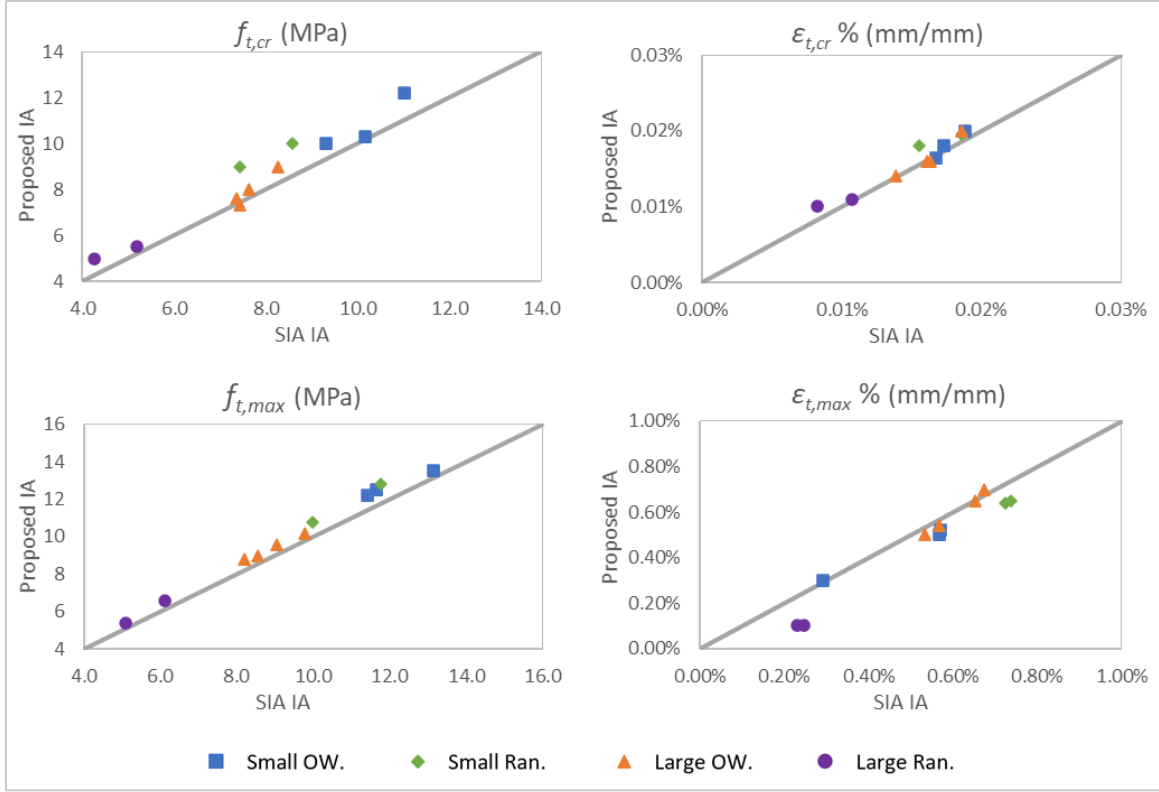 f_t,cr (MPa)
14
12
10
8
6
4
Proposed IA
4.0 6.0 8.0 10.0 12.0 14.0
SIA IA
ε_t,cr % (mm/mm)
0.03%
0.02%
0.01%
0.00%
Proposed IA
0.00% 0.01% 0.02% 0.03%
SIA IA
f_t,max (MPa)
16
14
12
10
8
6
4
Proposed IA
4.0 6.0 8.0 10.0 12.0 14.0 16.0
SIA IA
ε_t,max % (mm/mm)
1.00%
0.80%
0.60%
0.40%
0.20%
0.00%
Proposed IA
0.00% 0.20% 0.40% 0.60% 0.80% 1.00%
SIA IA
Small OW. Small Ran. Large OW. Large Ran.